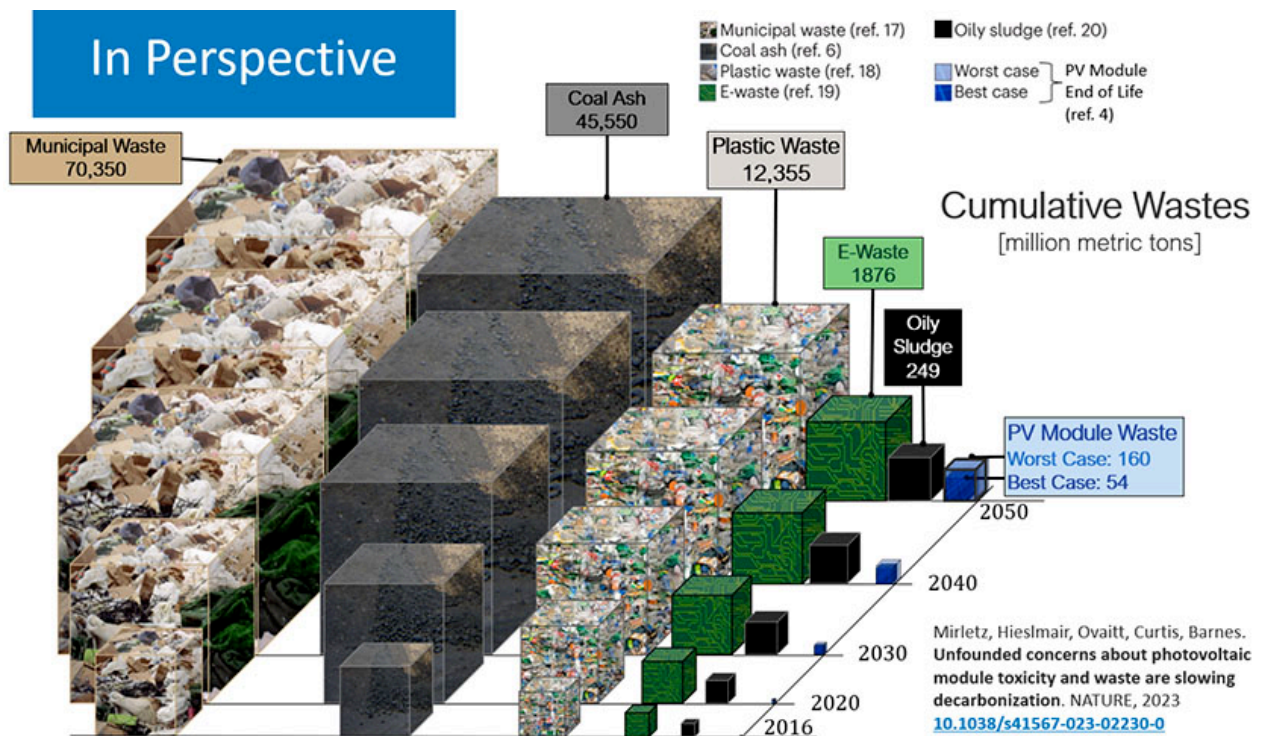 In Perspective
Municipal waste (ref. 17)
Coal ash (ref. 6)
Plastic waste (ref. 18)
E-waste (ref. 19)
Oily sludge (ref. 20)
Worst case
Best case
PV Module
End of Life
(ref. 4)
Municipal Waste
70,350
Coal Ash
45,550
Plastic Waste
12,355
Cumulative Wastes
[million metric tons]
E-Waste
1876
Oily
Sludge
249
PV Module Waste
Worst Case: 160
Best Case: 54
2050
2040
2030
2020
2016
Mirletz, Hieslmair, Ovaitt, Curtis, Barnes.
Unfounded concerns about photovoltaic
module toxicity and waste are slowing
decarbonization. NATURE, 2023
10.1038/s41567-023-02230-0